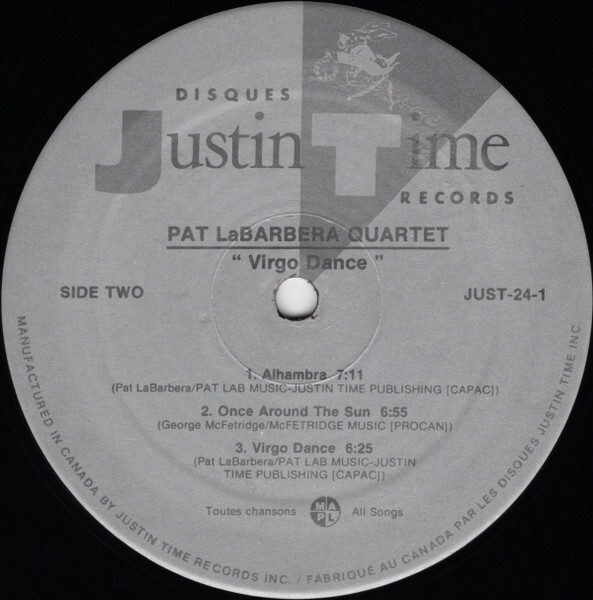 DISQUES
Justin Time
RECORDS
PAT LaBARBERA QUARTET
" Virgo Dance "
SIDE TWO
JUST-24-1
1. Alhambra 7:11
(Pat LaBarbera/PAT LAB MUSIC-JUSTIN TIME PUBLISHING [CAPAC])
2. Once Around The Sun 6:55
(George McFetridge/McFETRIDGE MUSIC [PROCAN])
3. Virgo Dance 6:25
(Pat LaBarbera/PAT LAB MUSIC-JUSTIN
TIME PUBLISHING [CAPAC])
Toutes chansons MAPL All Songs
MANUFACTURED IN CANADA BY JUSTIN TIME RECORDS INC. / FABRIQUE AU CANADA PAR LES DISQUES JUSTIN TIME INC.